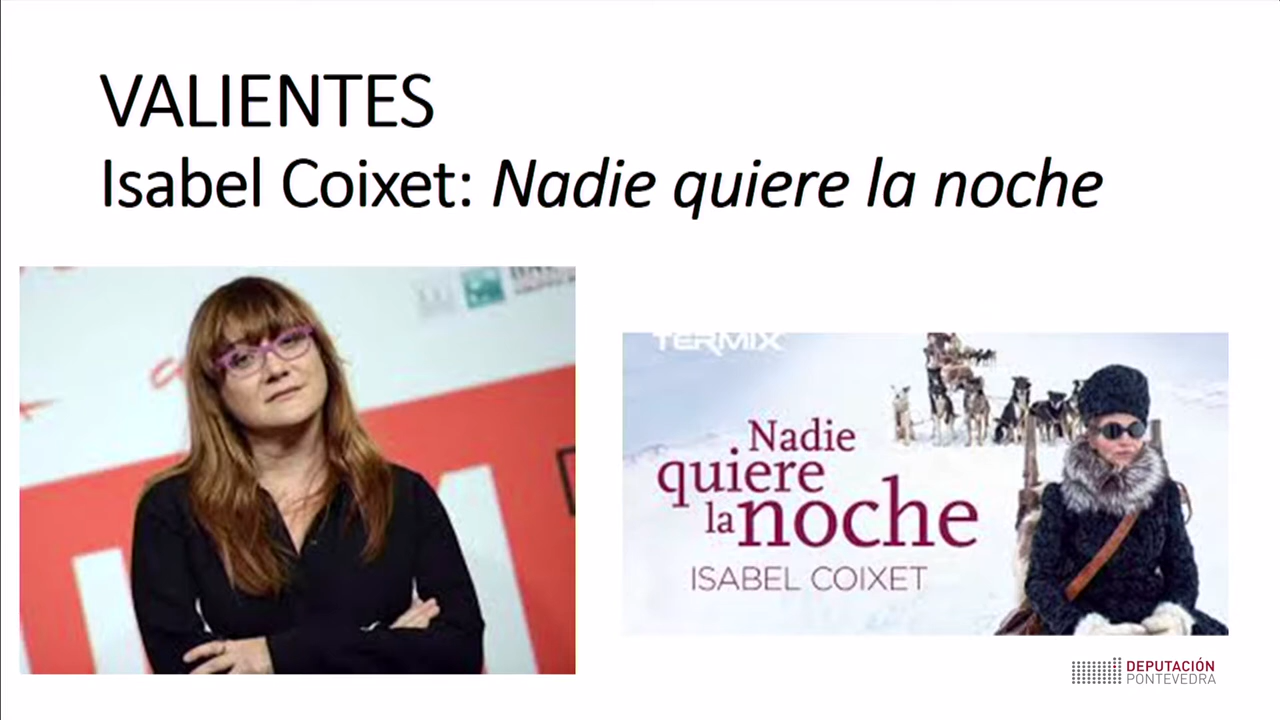 VALIENTES
Isabel Coixet: Nadie quiere la noche
TERMIX
Nadie
quiere
la noche
ISABEL COIXET
DEPUTACIÓN
PONTEVEDRA